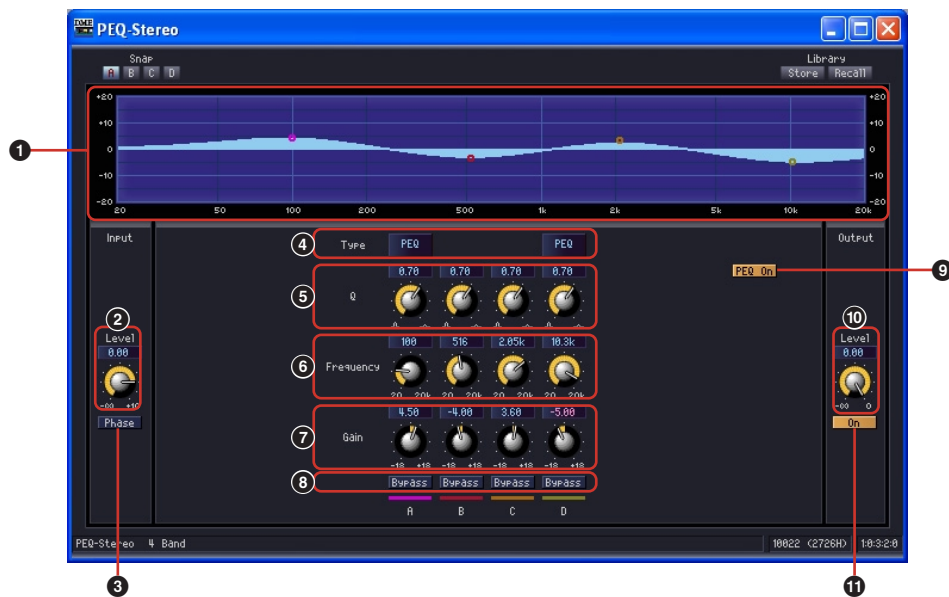 DME PEQ-Stereo
Snap
A B C D
Library
Store Recall
+20 +20
+10 +10
0 0
-10 -10
-20 -20
20 50 100 200 500 1k 2k 5k 10k 20k
1
Input
Output
4 Type PEQ PEQ
9
PEQ On
0.70 0.70 0.70 0.70
5 Q
2
Level
0.00
-∞ +10
Phase
10
Level
0.00
-∞ 0
On
100 516 2.05k 10.3k
6 Frequency
20 20k 20 20k 20 20k 20 20k
4.50 -4.00 3.60 -5.00
7 Gain
-18 +18 -18 +18 -18 +18 -18 +18
8 Bypass Bypass Bypass Bypass
A B C D
PEQ-Stereo 4 Band 10022 (2726H) 1:0:3:2:0
3 11